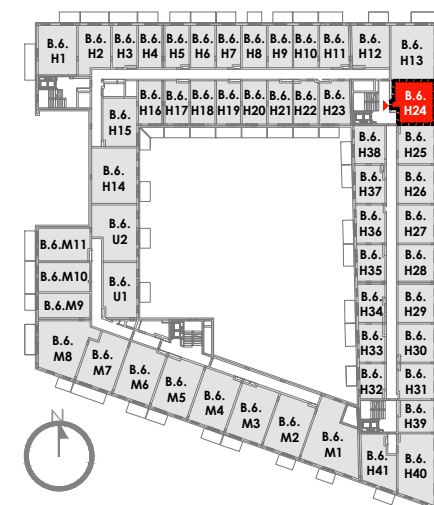 B.6.
H1
B.6.
H2
B.6.
H3
B.6.
H4
B.6.
H5
B.6.
H6
B.6.
H7
B.6.
H8
B.6.
H9
B.6.
H10
B.6.
H11
B.6.
H12
B.6.
H13
B.6.
H15
B.6.
H16
B.6.
H17
B.6.
H18
B.6.
H19
B.6.
H20
B.6.
H21
B.6.
H22
B.6.
H23
B.6.
H24
B.6.
H38
B.6.
H25
B.6.
H14
B.6.
H37
B.6.
H26
B.6.
U2
B.6.
H36
B.6.
H27
B.6.M11
B.6.
H35
B.6.
H28
B.6.M10
B.6.
U1
B.6.
H34
B.6.
H29
B.6.M9
B.6.
H33
B.6.
H30
B.6.
M8
B.6.
M7
B.6.
M6
B.6.
M5
B.6.
M4
B.6.
M3
B.6.
M2
B.6.
M1
B.6.
H32
B.6.
H31
B.6.
H39
B.6.
H41
B.6.
H40
N